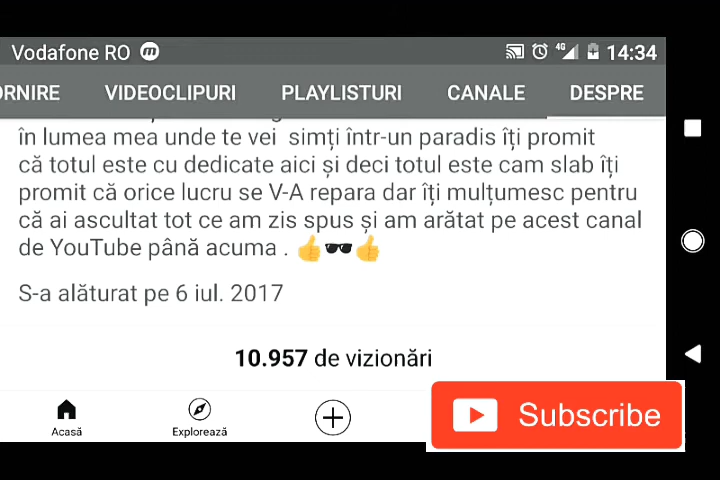 Vodafone RO m 4G 14:34
ORNIRE VIDEOCLIPURI PLAYLISTURI CANALE DESPRE
în lumea mea unde te vei simți într-un paradis îți promit
că totul este cu dedicate aici și deci totul este cam slab îți
promit că orice lucru se V-A repara dar îți mulțumesc pentru
că ai ascultat tot ce am zis spus și am arătat pe acest canal
de YouTube până acuma . 👍🕶️👍
S-a alăturat pe 6 iul. 2017
10.957 de vizionări
Acasă Explorează
Subscribe